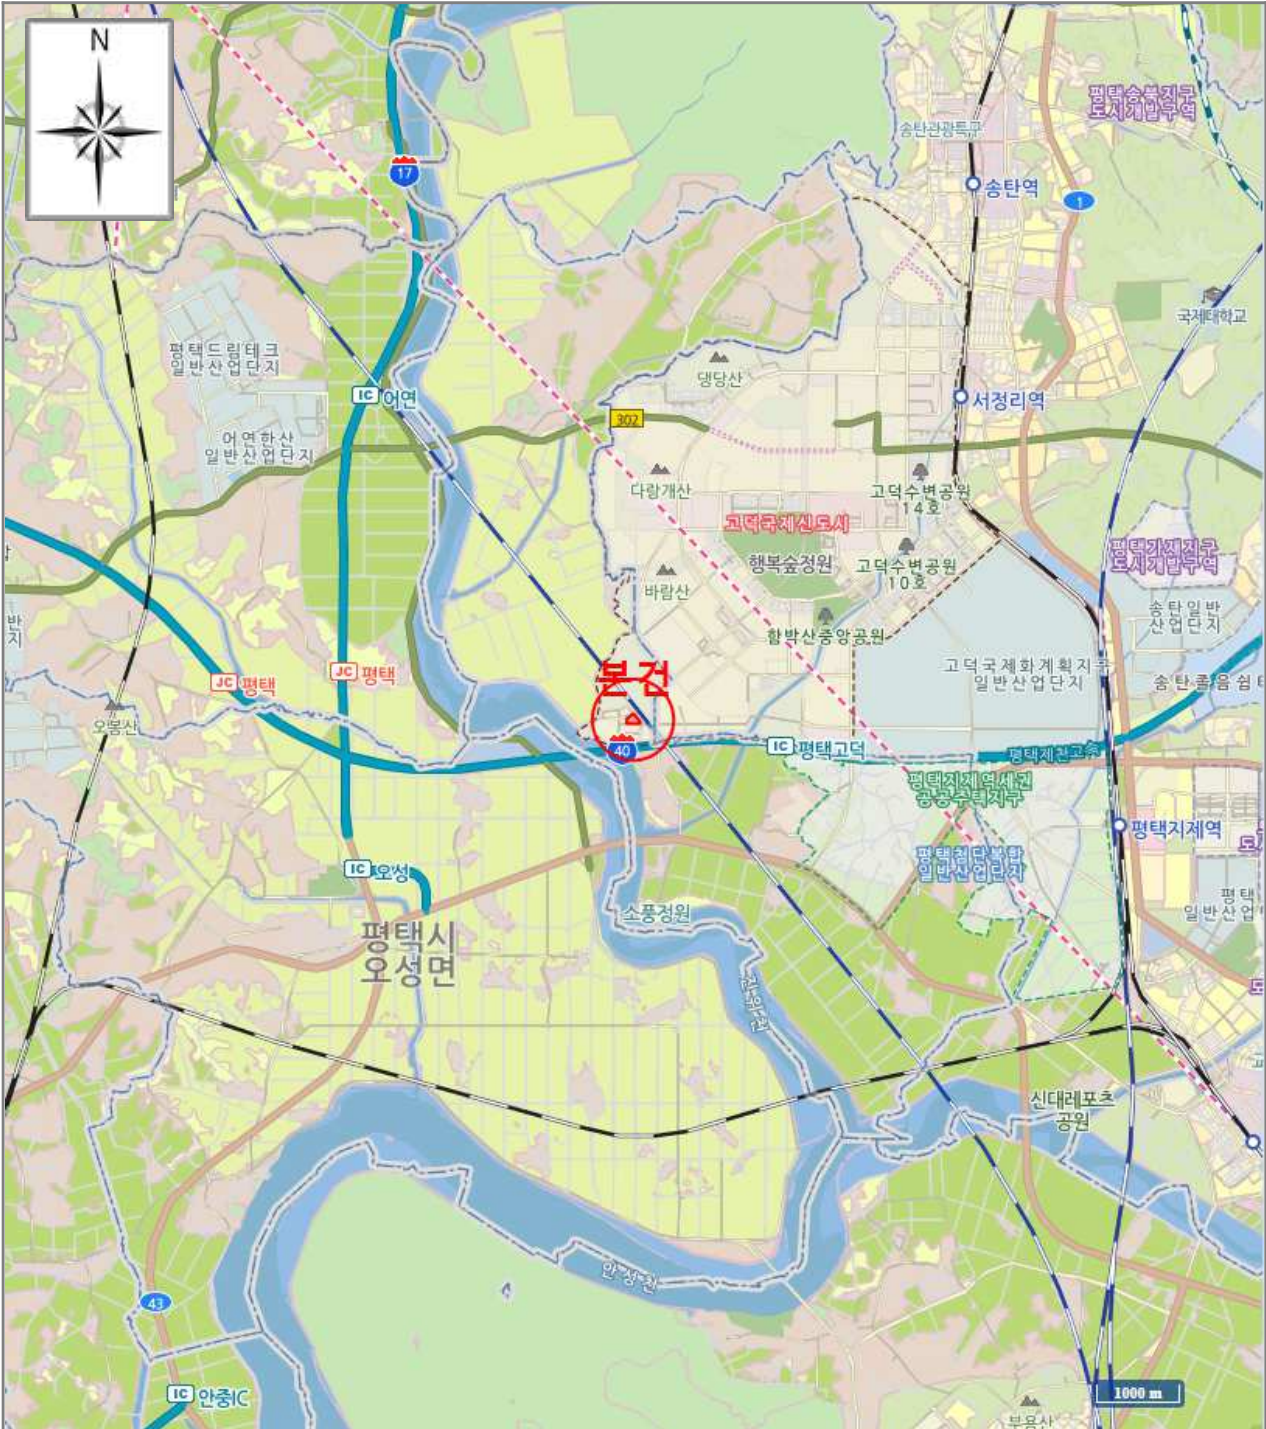 N
17
평택송북지구
도시개발구역
송탄관광특구
송탄역
1
국제대학교
평택드림테크
일반산업단지
댕당산
IC 어연
서정리역
302
어연한산
일반산업단지
다랑개산
고덕수변공원
14호
고덕국제신도시
행복숲정원
고덕수변공원
10호
평택가재지구
도시개발구역
바람산
송탄일반
산업단지
반
지
함박산중앙공원
본건
고덕국제화계획지구
일반산업단지
JC 평택
JC 평택
송탄졸음쉼터
오봉산
40
IC 평택고덕
평택제천고속
평택지제역세권
공공주택지구
평택지제역
평택첨단복합
일반산업단지
IC 오성
평택
일반산업
소풍정원
평택시
오성면
진위천
신대레포츠
공원
안성천
43
IC 안중IC
1000 m
부용산